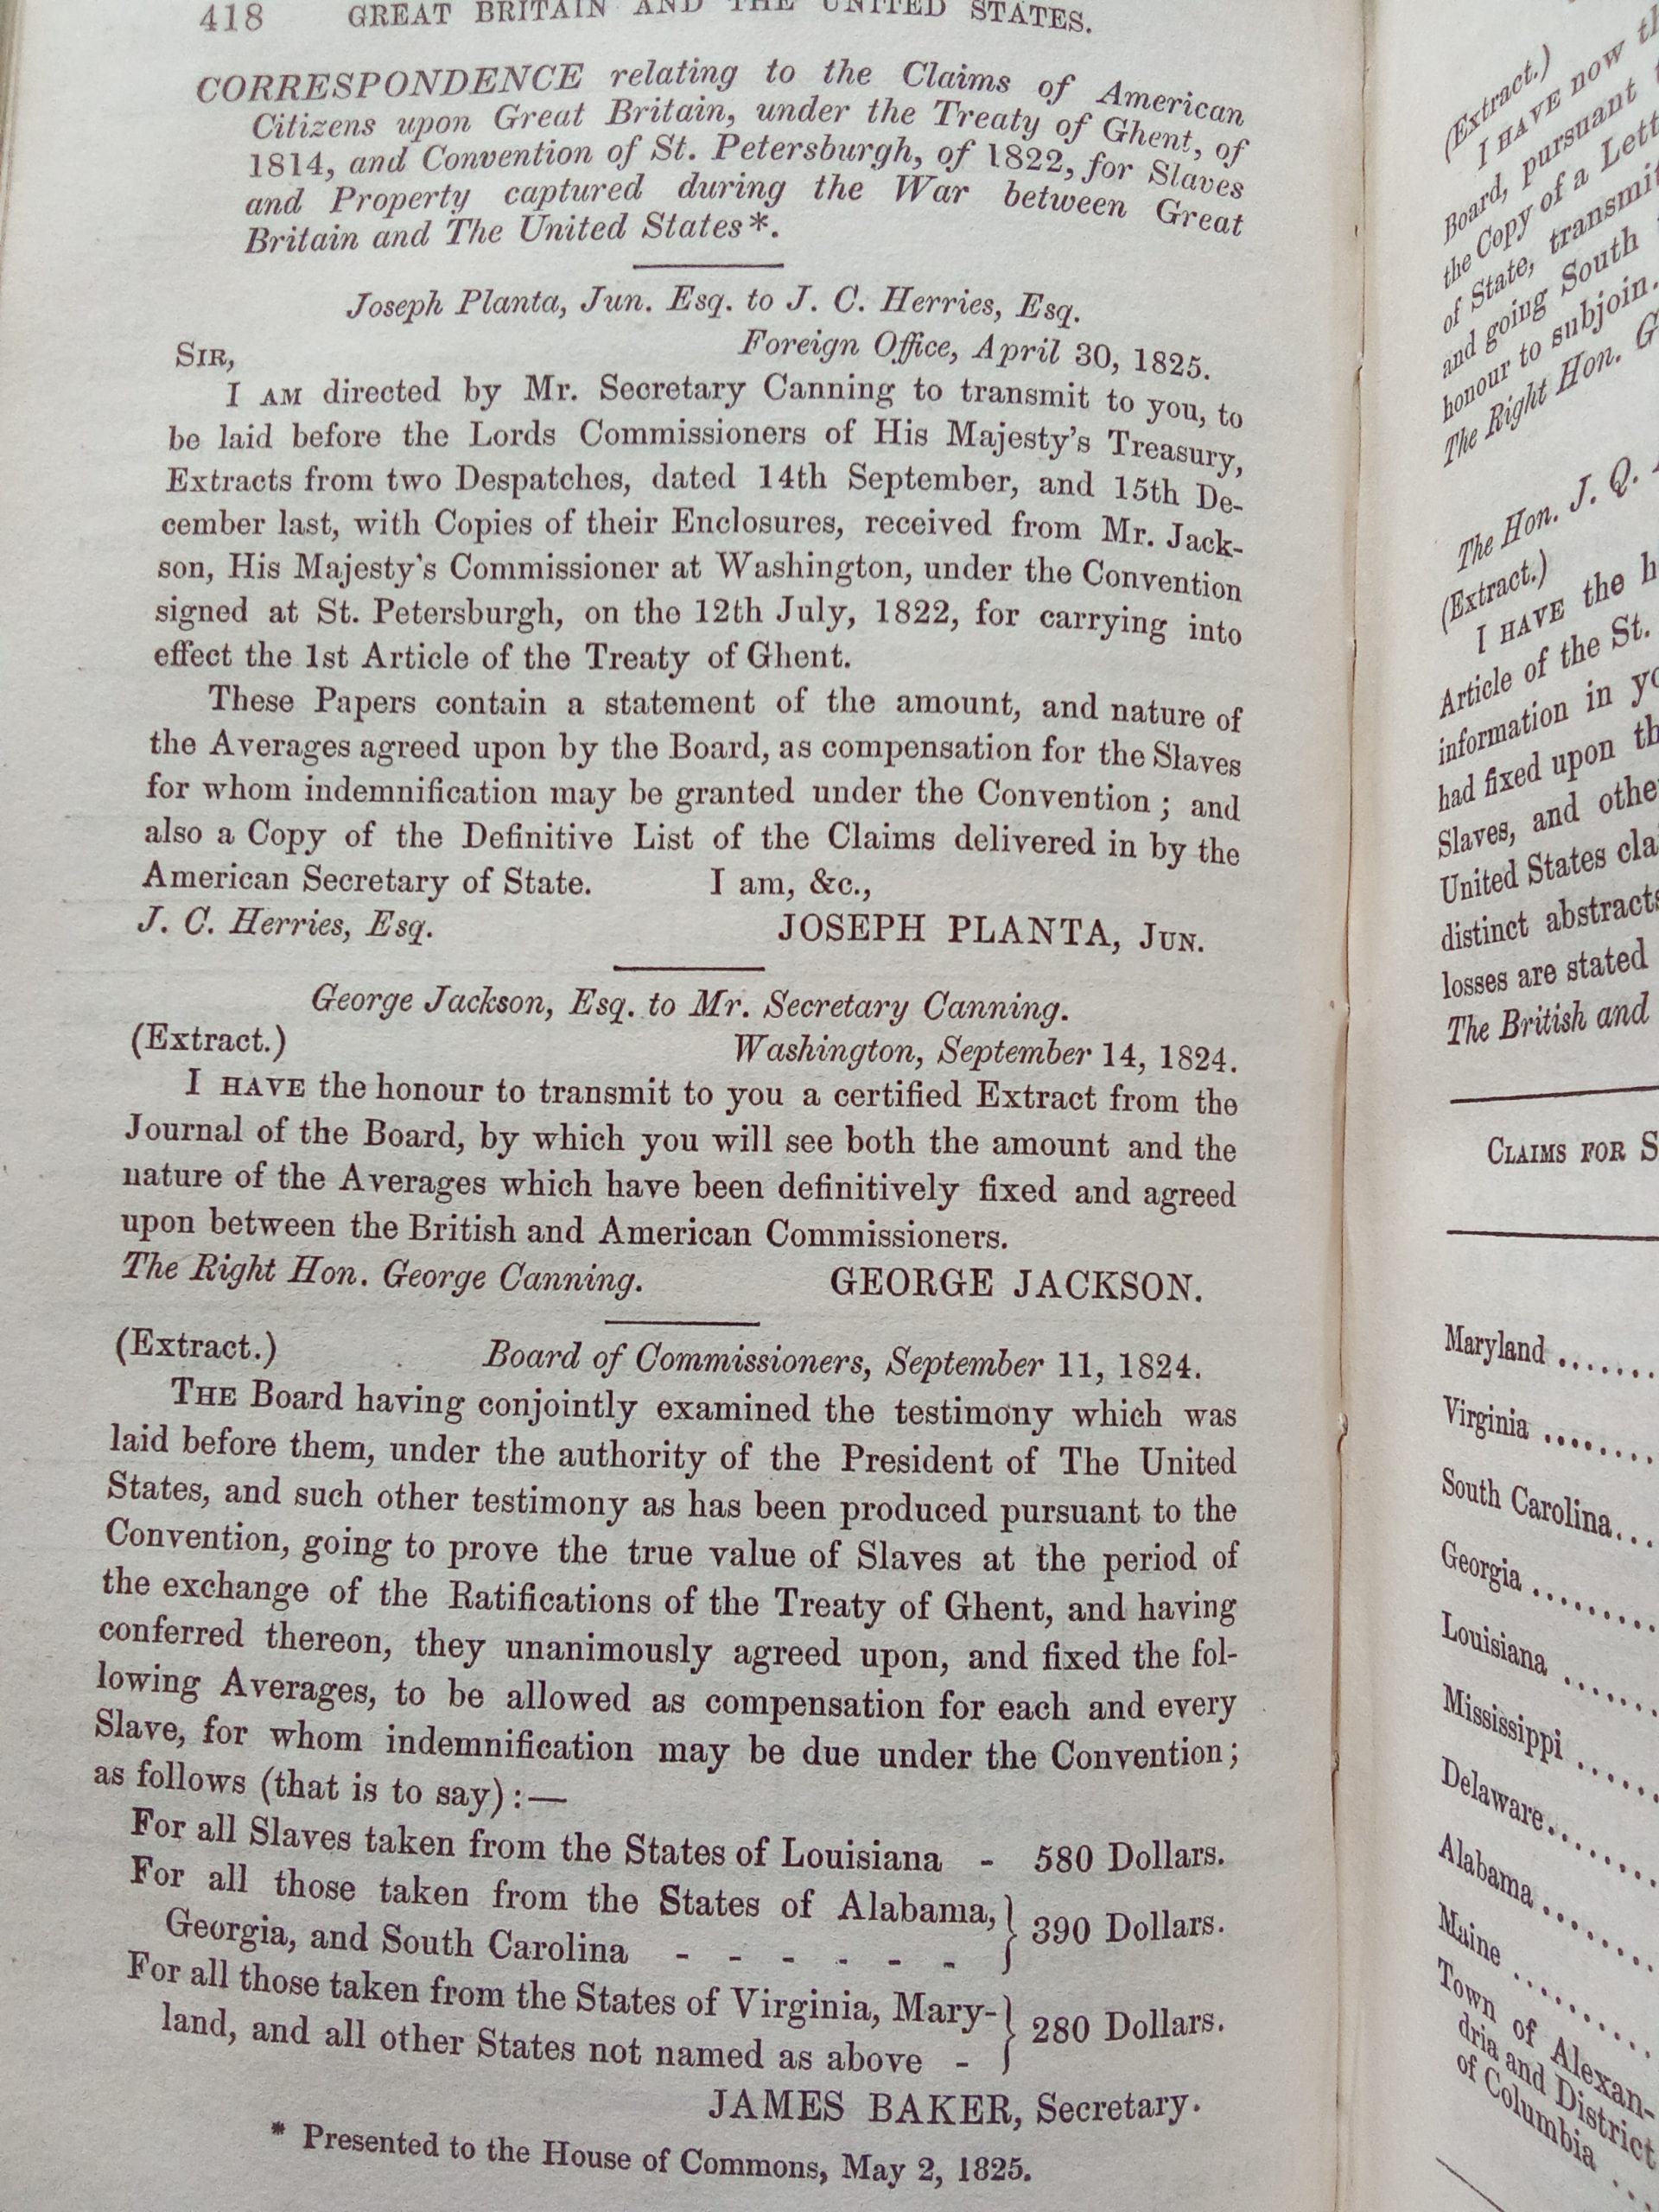 418 GREAT BRITAIN AND THE UNITED STATES.
CORRESPONDENCE relating to the Claims of American
Citizens upon Great Britain, under the Treaty of Ghent, of
1814, and Convention of St. Petersburgh, of 1822, for Slaves
and Property captured during the War between Great
Britain and The United States*.
Joseph Planta, Jun. Esq. to J. C. Herries, Esq.
SIR, Foreign Office, April 30, 1825.
I AM directed by Mr. Secretary Canning to transmit to you, to
be laid before the Lords Commissioners of His Majesty's Treasury,
Extracts from two Despatches, dated 14th September, and 15th De-
cember last, with Copies of their Enclosures, received from Mr. Jack-
son, His Majesty's Commissioner at Washington, under the Convention
signed at St. Petersburgh, on the 12th July, 1822, for carrying into
effect the 1st Article of the Treaty of Ghent.
These Papers contain a statement of the amount, and nature of
the Averages agreed upon by the Board, as compensation for the Slaves
for whom indemnification may be granted under the Convention; and
also a Copy of the Definitive List of the Claims delivered in by the
American Secretary of State. I am, &c.,
J. C. Herries, Esq. JOSEPH PLANTA, JUN.
George Jackson, Esq. to Mr. Secretary Canning.
(Extract.) Washington, September 14, 1824.
I HAVE the honour to transmit to you a certified Extract from the
Journal of the Board, by which you will see both the amount and the
nature of the Averages which have been definitively fixed and agreed
upon between the British and American Commissioners.
The Right Hon. George Canning. GEORGE JACKSON.
(Extract.) Board of Commissioners, September 11, 1824.
THE Board having conjointly examined the testimony which was
laid before them, under the authority of the President of The United
States, and such other testimony as has been produced pursuant to the
Convention, going to prove the true value of Slaves at the period of
the exchange of the Ratifications of the Treaty of Ghent, and having
conferred thereon, they unanimously agreed upon, and fixed the fol-
lowing Averages, to be allowed as compensation for each and every
Slave, for whom indemnification may be due under the Convention;
as follows (that is to say):—
For all Slaves taken from the States of Louisiana - 580 Dollars.
For all those taken from the States of Alabama,
Georgia, and South Carolina - - - - - - } 390 Dollars.
For all those taken from the States of Virginia, Mary-
land, and all other States not named as above - } 280 Dollars.
JAMES BAKER, Secretary.
* Presented to the House of Commons, May 2, 1825.
(Extract.)
I HAVE now
Board, pursuant
the Copy of a
of State,
and going South
honour to subjoin.
The Right Hon.
The Hon. J. Q.
(Extract.)
I HAVE the
Article of the St.
information in
had fixed upon
Slaves, and
United States
distinct
losses are stated
The British and
CLAIMS FOR
Maryland ......
Virginia ........
South Carolina...
Georgia .........
Louisiana .......
Mississippi ......
Delaware........
Alabama ........
Maine ..........
Town of Alexan-
dria and District
of Columbia ...